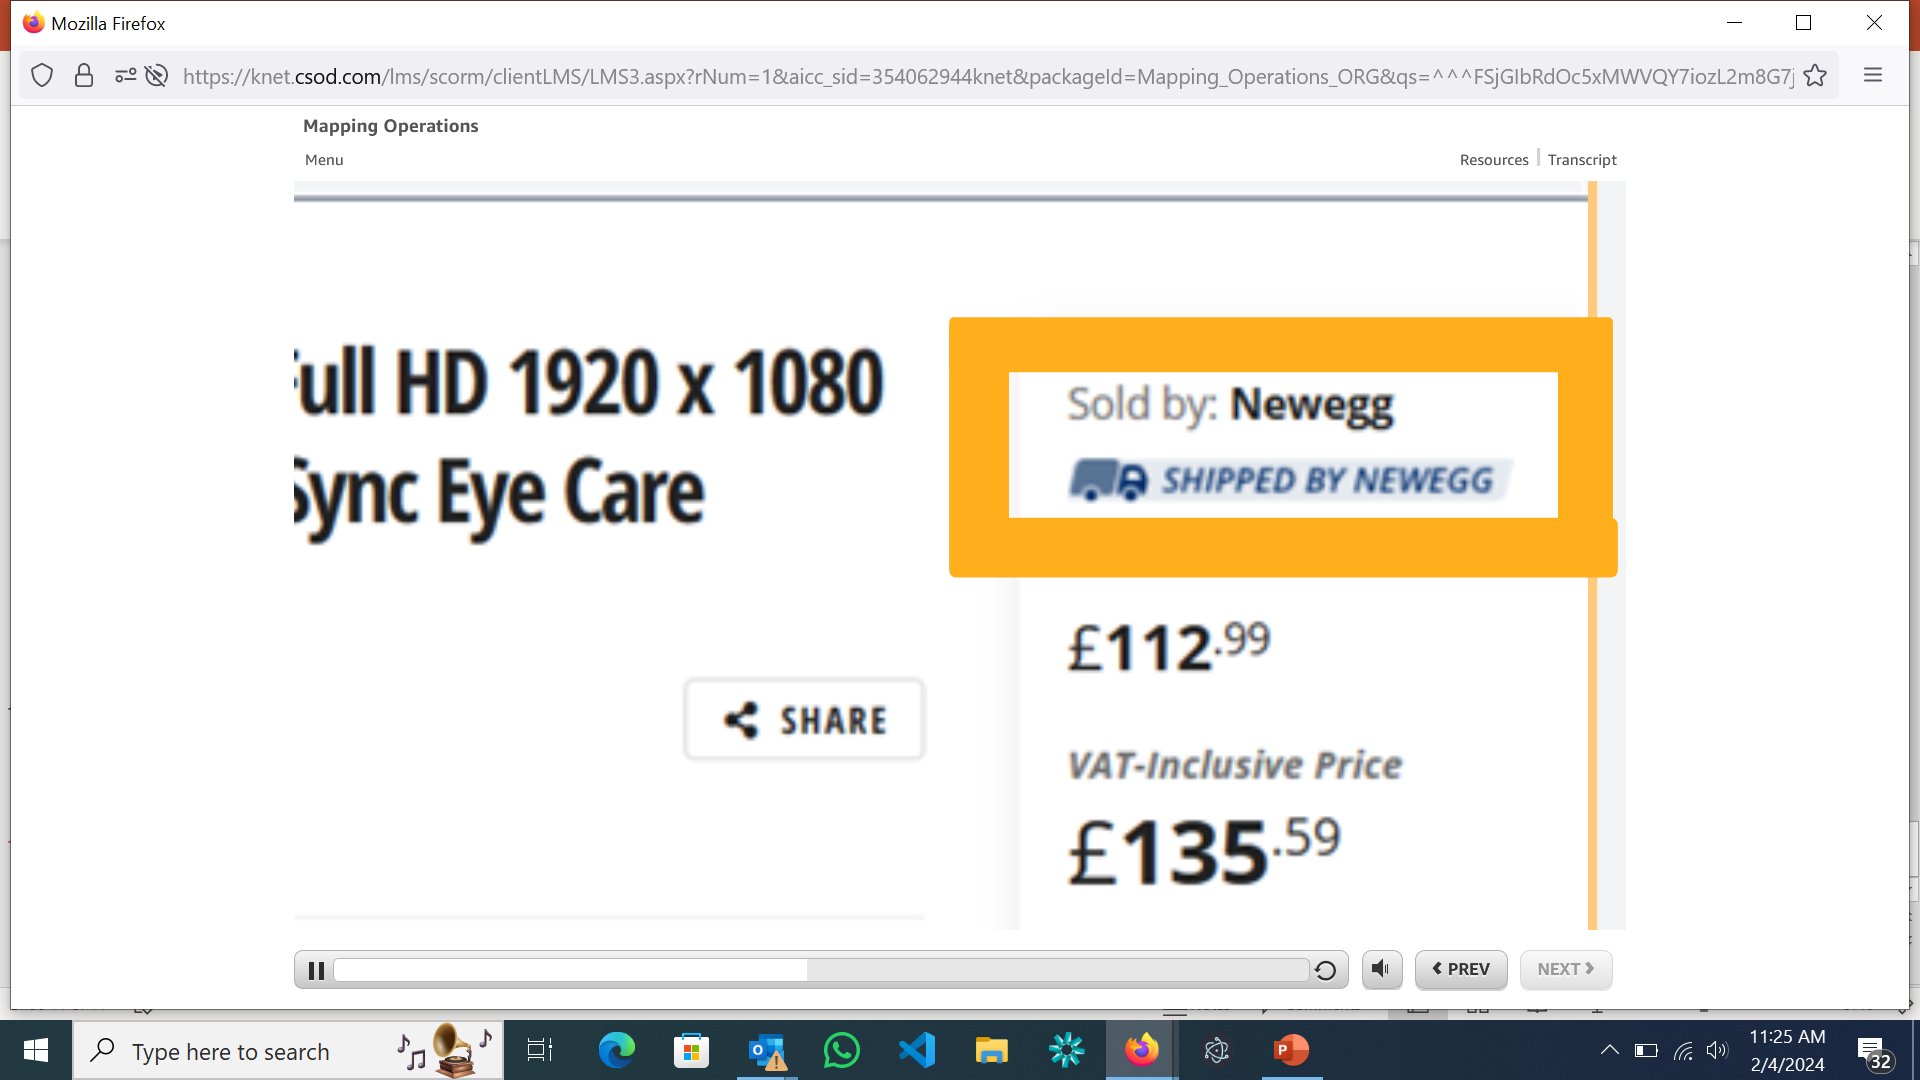 Mozilla Firefox
https://knet.csod.com/lms/scorm/clientLMS/LMS3.aspx?rNum=1&aicc_sid=354062944knet&packageId=Mapping_Operations_ORG&qs=^^^FSjGIbRdOc5xMWVQY7iozL2m8G7j
Mapping Operations
Menu
Resources
Transcript
Full HD 1920 x 1080
Sync Eye Care
Sold by: Newegg
SHIPPED BY NEWEGG
£112.99
SHARE
VAT-Inclusive Price
£135.59
PREV
NEXT
Type here to search
11:25 AM
2/4/2024
32